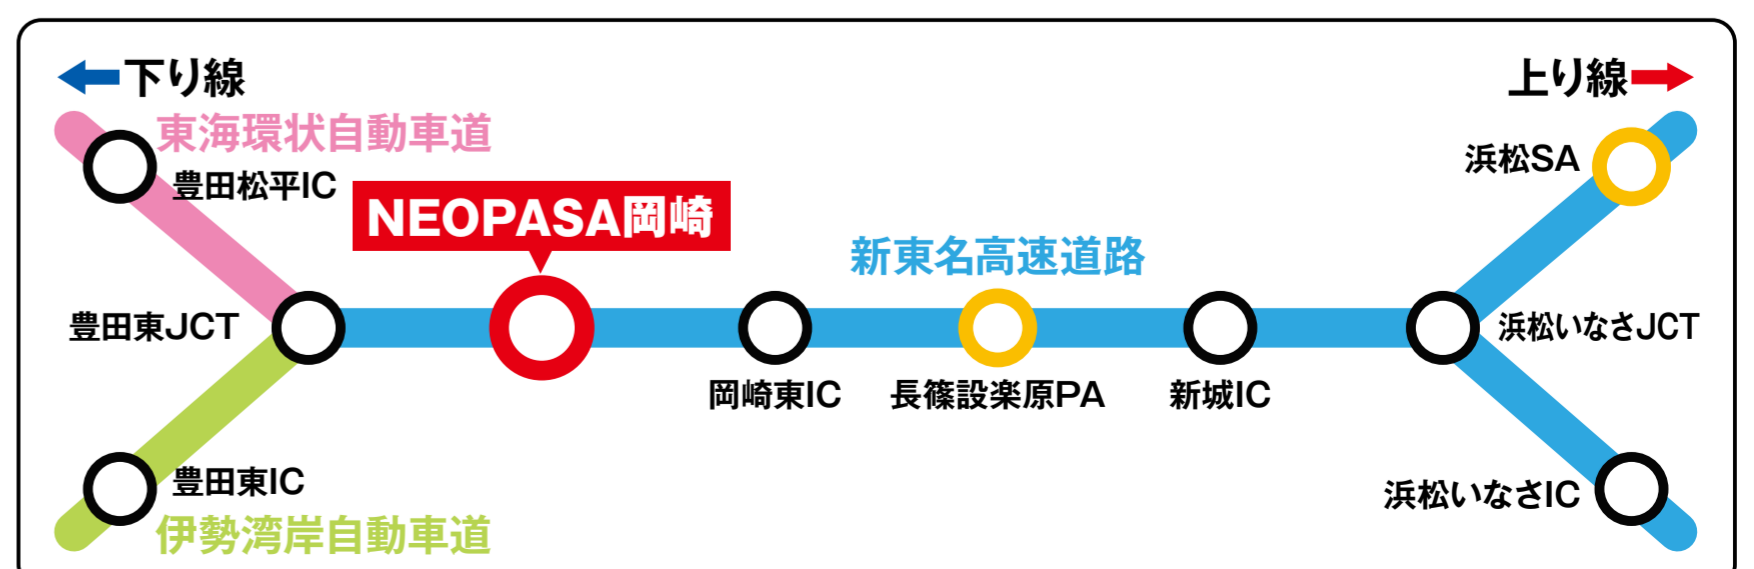 下り線
上り線
東海環状自動車道
豊田松平IC
浜松SA
NEOPASA岡崎
新東名高速道路
豊田東JCT
浜松いなさJCT
岡崎東IC
長篠設楽原PA
新城IC
豊田東IC
浜松いなさIC
伊勢湾岸自動車道